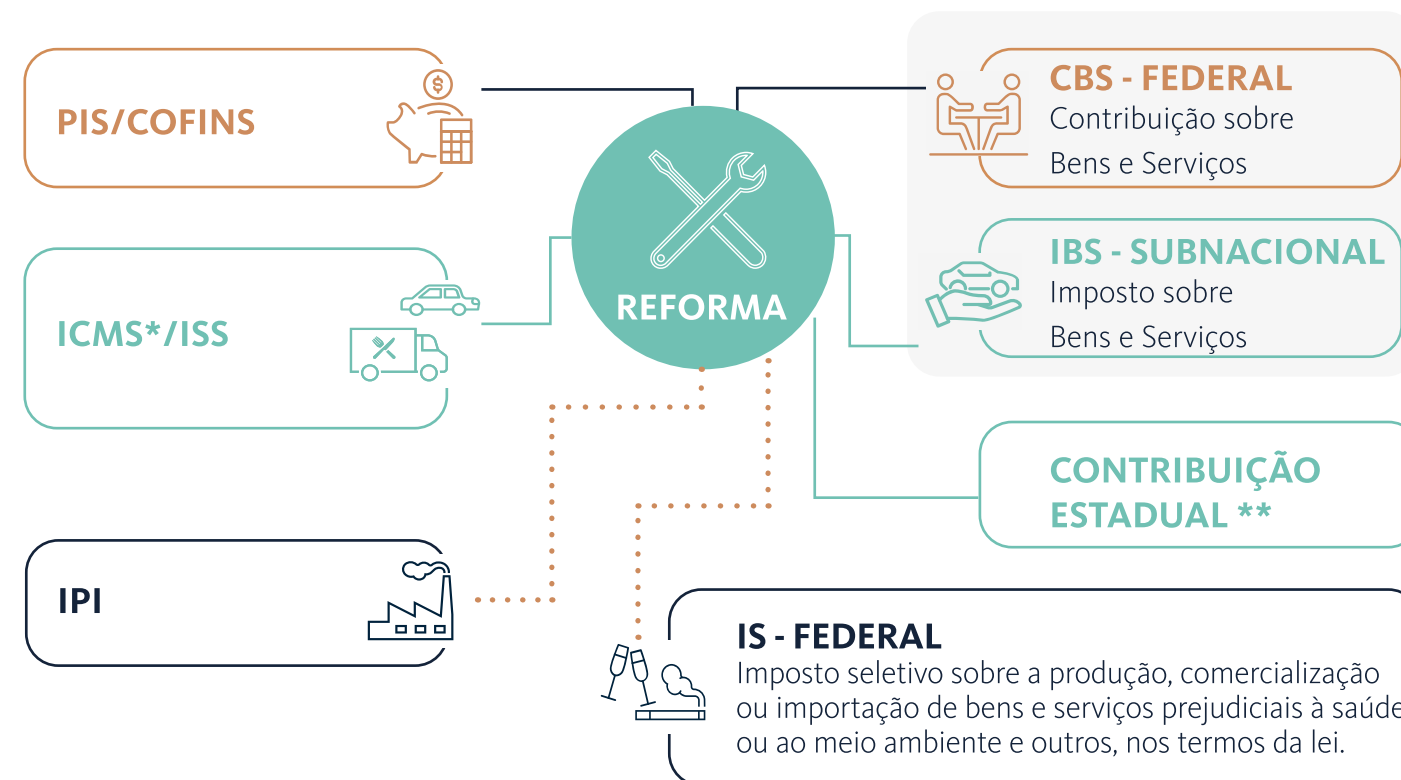 PIS/COFINS
ICMS*/ISS
IPI
$
REFORMA
CBS - FEDERAL
Contribuição sobre
Bens e Serviços
IBS - SUBNACIONAL
Imposto sobre
Bens e Serviços
CONTRIBUIÇÃO
ESTADUAL **
IS - FEDERAL
Imposto seletivo sobre a produção, comercialização
ou importação de bens e serviços prejudiciais à saúde
ou ao meio ambiente e outros, nos termos da lei.